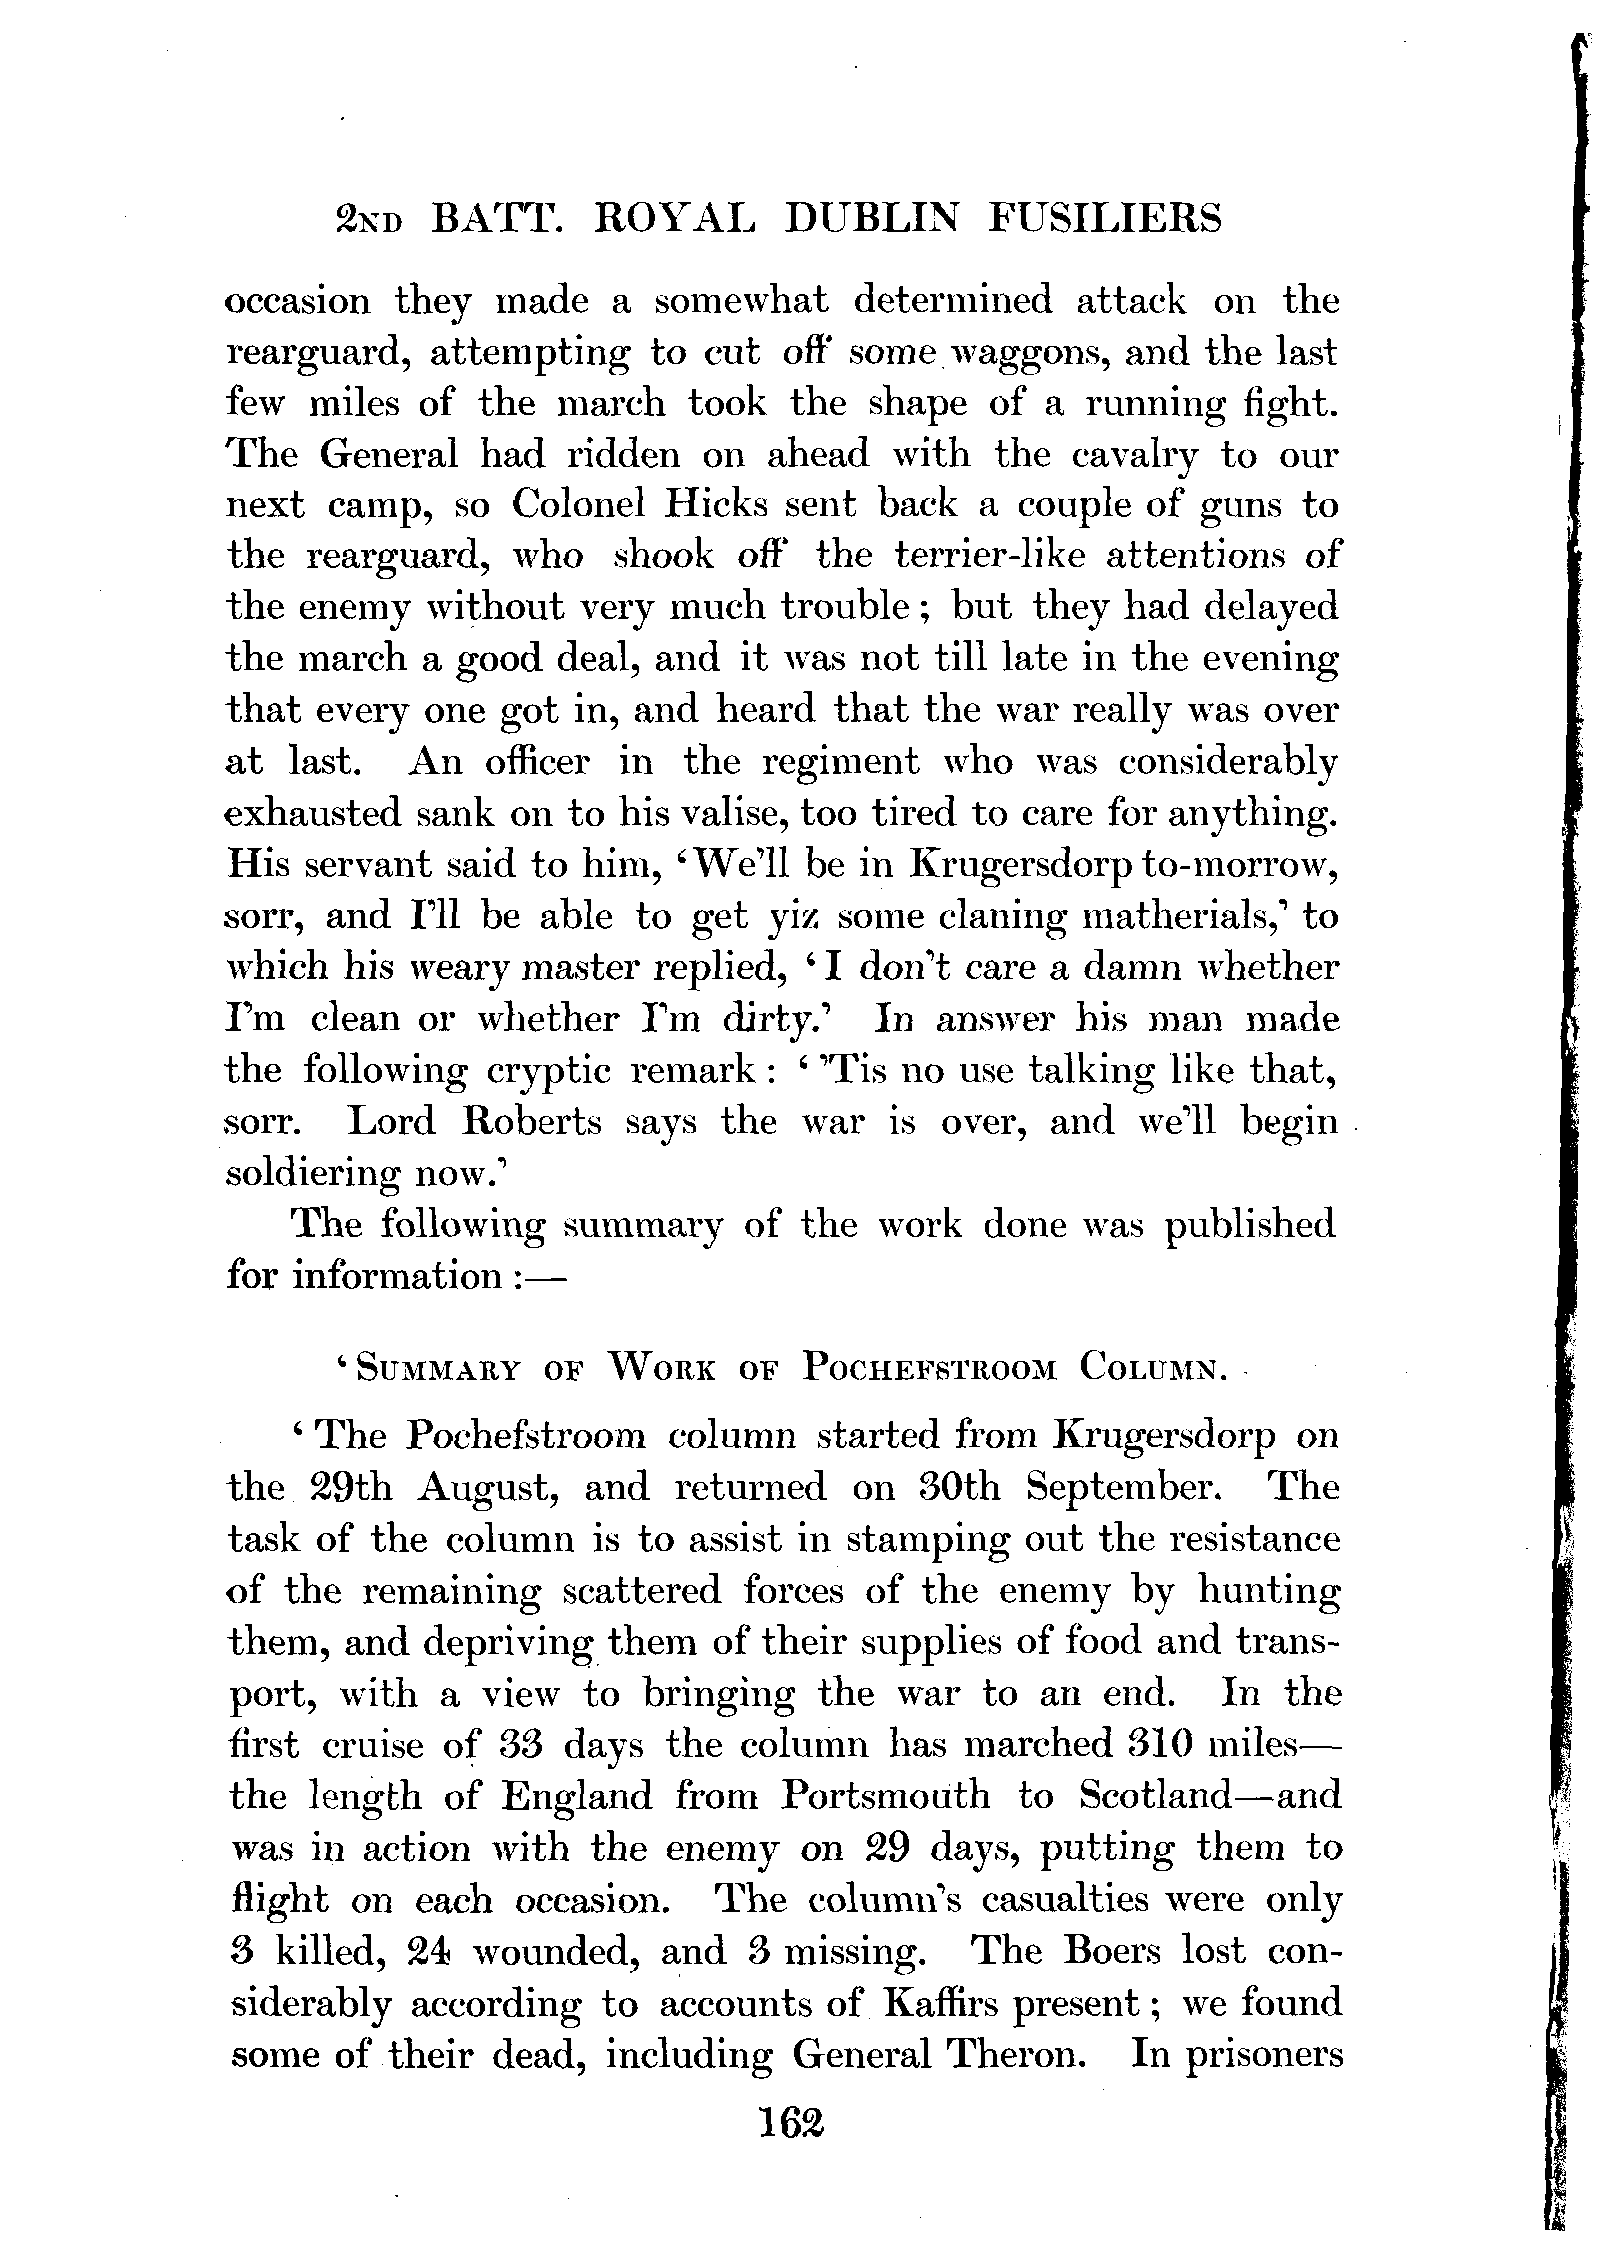 2ND BATT. ROYAL DUBLIN FUSILIERS
occasion they made a somewhat determined attack on the
rearguard, attempting to cut off some waggons, and the last
few miles of the march took the shape of a running fight.
The General had ridden on ahead with the cavalry to our
next camp, so Colonel Hicks sent back a couple of guns to
the rearguard, who shook off the terrier-like attentions of
the enemy without very much trouble; but they had delayed
the march a good deal, and it was not till late in the evening
that every one got in, and heard that the war really was over
at last. An officer in the regiment who was considerably
exhausted sank on to his valise, too tired to care for anything.
His servant said to him, ‘We’ll be in Krugersdorp to-morrow,
sorr, and I’ll be able to get yiz some claning matherials,’ to
which his weary master replied, ‘I don’t care a damn whether
I’m clean or whether I’m dirty.’ In answer his man made
the following cryptic remark: ‘’Tis no use talking like that,
sorr. Lord Roberts says the war is over, and we’ll begin
soldiering now.’
The following summary of the work done was published
for information:—
‘SUMMARY OF WORK OF POCHEFSTROOM COLUMN.
‘The Pochefstroom column started from Krugersdorp on
the 29th August, and returned on 30th September. The
task of the column is to assist in stamping out the resistance
of the remaining scattered forces of the enemy by hunting
them, and depriving them of their supplies of food and trans-
port, with a view to bringing the war to an end. In the
first cruise of 33 days the column has marched 310 miles—
the length of England from Portsmouth to Scotland—and
was in action with the enemy on 29 days, putting them to
flight on each occasion. The column’s casualties were only
3 killed, 24 wounded, and 3 missing. The Boers lost con-
siderably according to accounts of Kaffirs present; we found
some of their dead, including General Theron. In prisoners
162